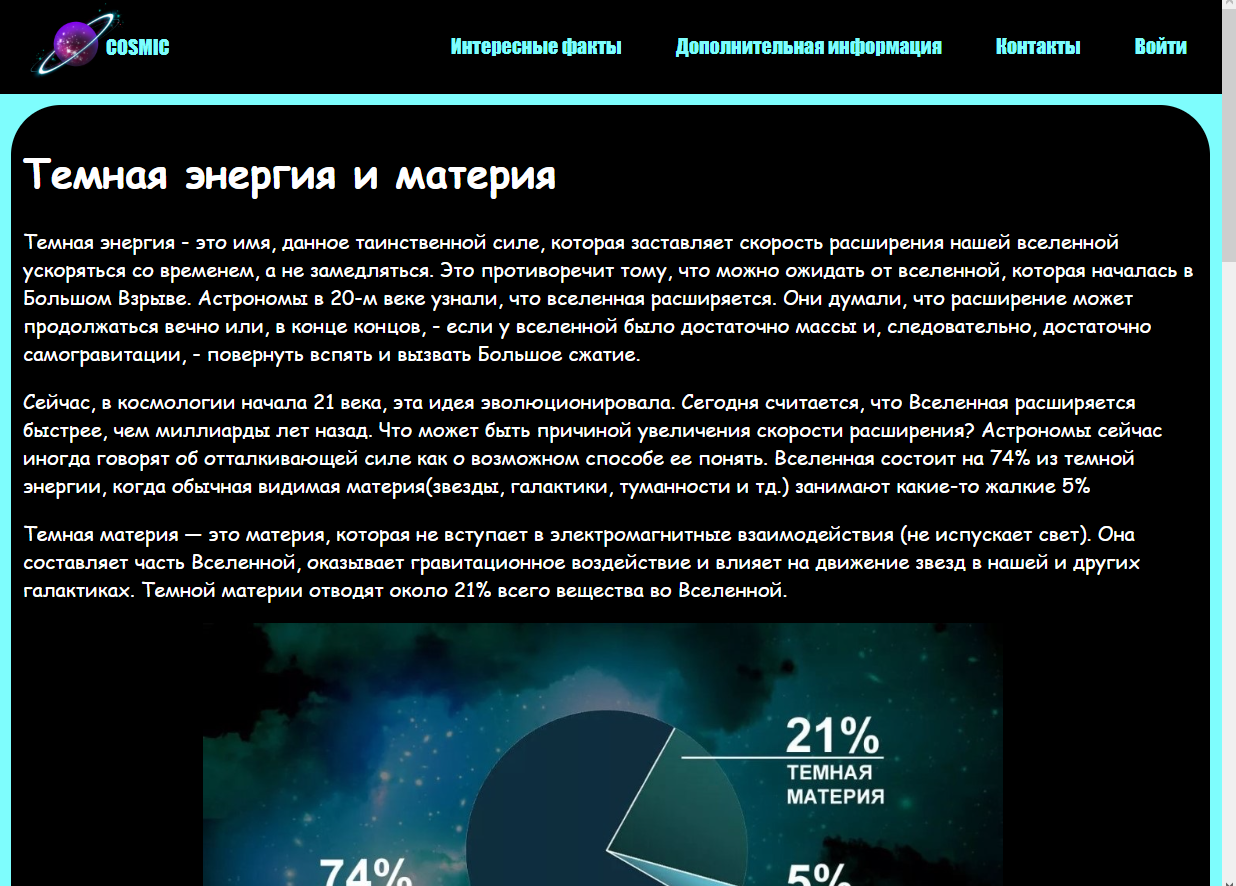 COSMIC
Интересные факты
Дополнительная информация
Контакты
Войти
Темная энергия и материя
Темная энергия - это имя, данное таинственной силе, которая заставляет скорость расширения нашей вселенной
ускоряться со временем, а не замедляться. Это противоречит тому, что можно ожидать от вселенной, которая началась в
Большом Взрыве. Астрономы в 20-м веке узнали, что вселенная расширяется. Они думали, что расширение может
продолжаться вечно или, в конце концов, - если у вселенной было достаточно массы и, следовательно, достаточно
самогравитации, - повернуть вспять и вызвать Большое сжатие.
Сейчас, в космологии начала 21 века, эта идея эволюционировала. Сегодня считается, что Вселенная расширяется
быстрее, чем миллиарды лет назад. Что может быть причиной увеличения скорости расширения? Астрономы сейчас
иногда говорят об отталкивающей силе как о возможном способе ее понять. Вселенная состоит на 74% из темной
энергии, когда обычная видимая материя(звезды, галактики, туманности и тд.) занимают какие-то жалкие 5%
Темная материя — это материя, которая не вступает в электромагнитные взаимодействия (не испускает свет). Она
составляет часть Вселенной, оказывает гравитационное воздействие и влияет на движение звезд в нашей и других
галактиках. Темной материи отводят около 21% всего вещества во Вселенной.
21%
ТЕМНАЯ
МАТЕРИЯ
74%
5%